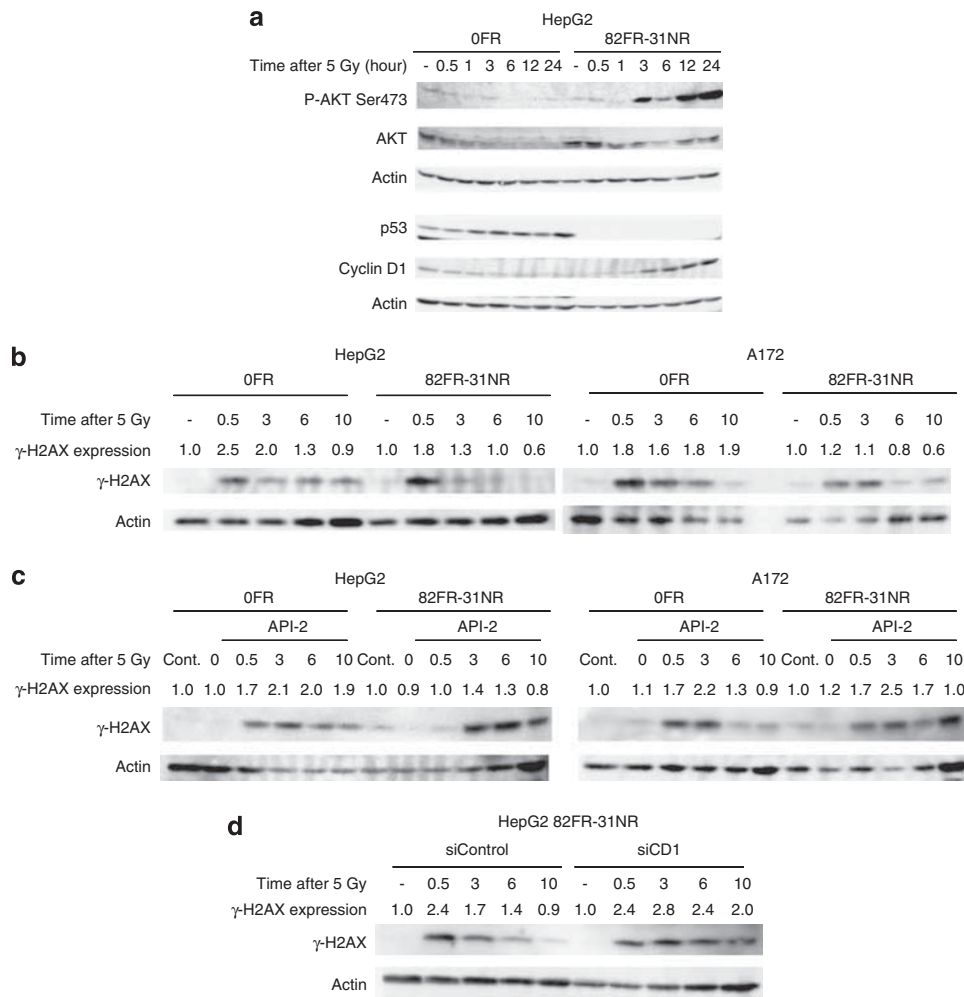 a
HepG2
0FR 82FR-31NR
Time after 5 Gy (hour) - 0.5 1 3 6 12 24 - 0.5 1 3 6 12 24
P-AKT Ser473
AKT
Actin
p53
Cyclin D1
Actin
b
HepG2 A172
0FR 82FR-31NR 0FR 82FR-31NR
Time after 5 Gy - 0.5 3 6 10 - 0.5 3 6 10 - 0.5 3 6 10 - 0.5 3 6 10
γ-H2AX expression 1.0 2.5 2.0 1.3 0.9 1.0 1.8 1.3 1.0 0.6 1.0 1.8 1.6 1.8 1.9 1.0 1.2 1.1 0.8 0.6
γ-H2AX
Actin
c
HepG2 A172
0FR 82FR-31NR 0FR 82FR-31NR
API-2 API-2 API-2 API-2
Time after 5 Gy Cont. 0 0.5 3 6 10 Cont. 0 0.5 3 6 10 Cont. 0 0.5 3 6 10 Cont. 0 0.5 3 6 10
γ-H2AX expression 1.0 1.0 1.7 2.1 2.0 1.9 1.0 0.9 1.0 1.4 1.3 0.8 1.0 1.1 1.7 2.2 1.3 0.9 1.0 1.2 1.7 2.5 1.7 1.0
γ-H2AX
Actin
d
HepG2 82FR-31NR
siControl siCD1
Time after 5 Gy - 0.5 3 6 10 - 0.5 3 6 10
γ-H2AX expression 1.0 2.4 1.7 1.4 0.9 1.0 2.4 2.8 2.4 2.0
γ-H2AX
Actin